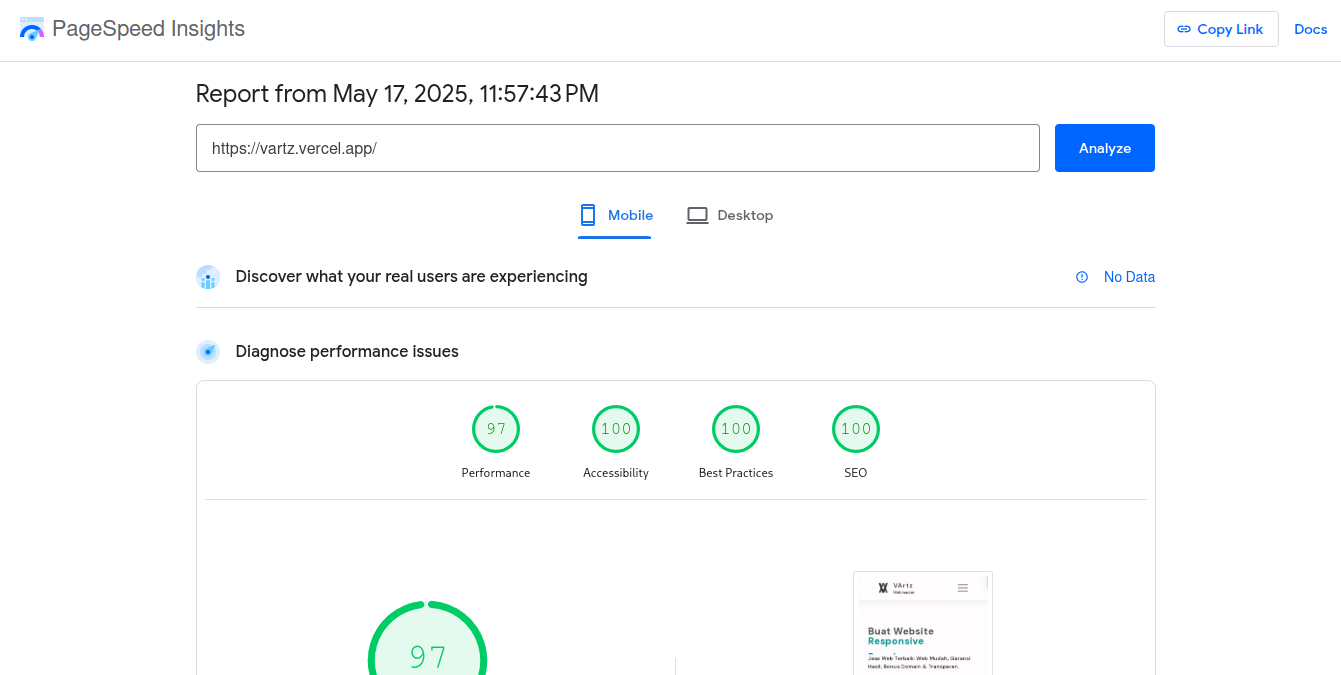 PageSpeed Insights
Copy Link
Docs
Report from May 17, 2025, 11:57:43 PM
https://vartz.vercel.app/
Analyze
Mobile
Desktop
Discover what your real users are experiencing
No Data
Diagnose performance issues
97
100
100
100
Performance
Accessibility
Best Practices
SEO
97
VArtz
Webmaster
Buat Website
Responsive
Jasa Web Terbaik: Web Mudah, Garansi
Hasil, Bonus Domain & Transparan.